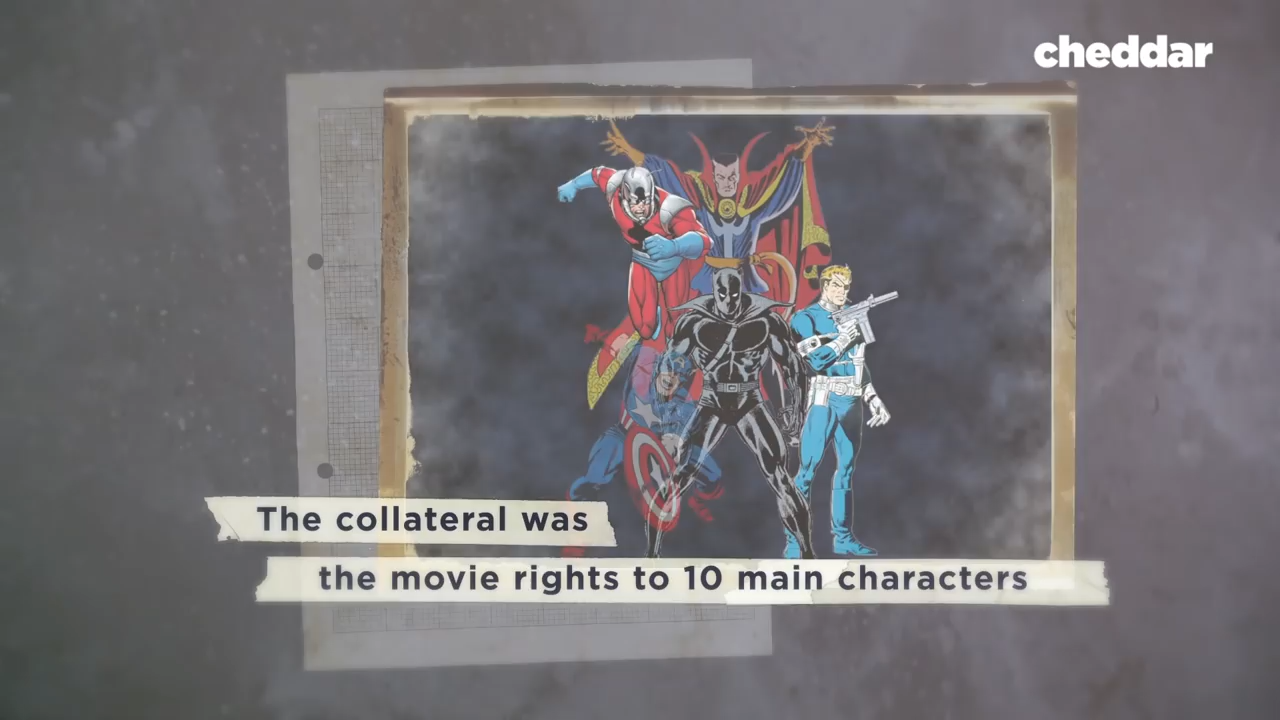 cheddar
The collateral was
the movie rights to 10 main characters